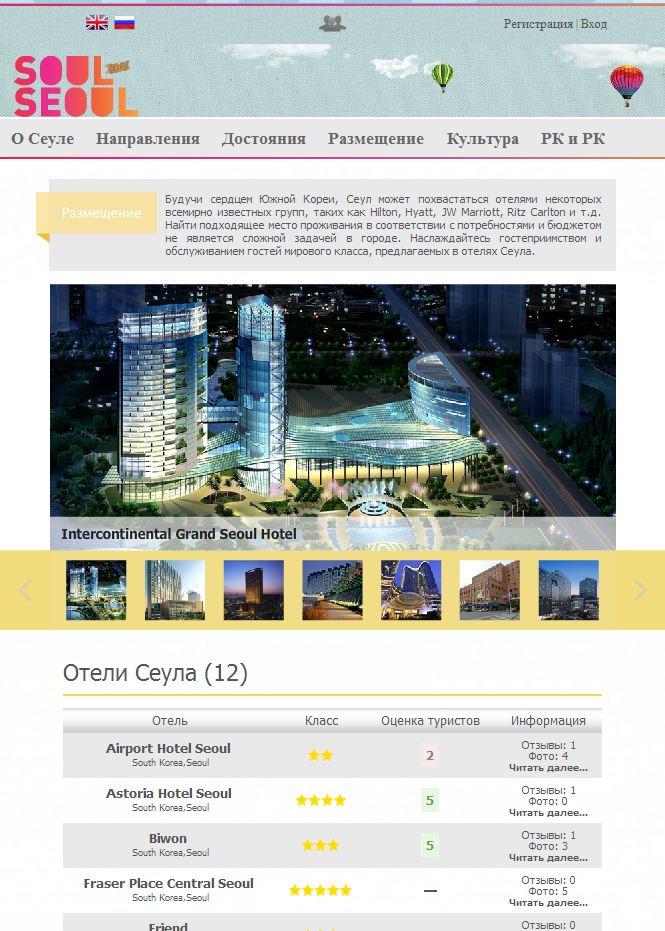 Регистрация | Вход
SOUL
SEOUL
О Сеуле Направления Достояния Размещение Культура РК и РК
Размещение
Будучи сердцем Южной Кореи, Сеул может похвастаться отелями некоторых
всемирно известных групп, таких как Hilton, Hyatt, JW Marriott, Ritz Carlton и т.д.
Найти подходящее место проживания в соответствии с потребностями и бюджетом
не является сложной задачей в городе. Наслаждайтесь гостеприимством и
обслуживанием гостей мирового класса, предлагаемых в отелях Сеула.
Intercontinental Grand Seoul Hotel
Отели Сеула (12)
Отель Класс Оценка туристов Информация
Airport Hotel Seoul
South Korea,Seoul
2
Отзывы: 1
Фото: 4
Читать далее...
Astoria Hotel Seoul
South Korea,Seoul
5
Отзывы: 1
Фото: 0
Читать далее...
Biwon
South Korea,Seoul
5
Отзывы: 1
Фото: 3
Читать далее...
Fraser Place Central Seoul
South Korea,Seoul
—
Отзывы: 0
Фото: 5
Читать далее...
Friend
Отзывы: 0